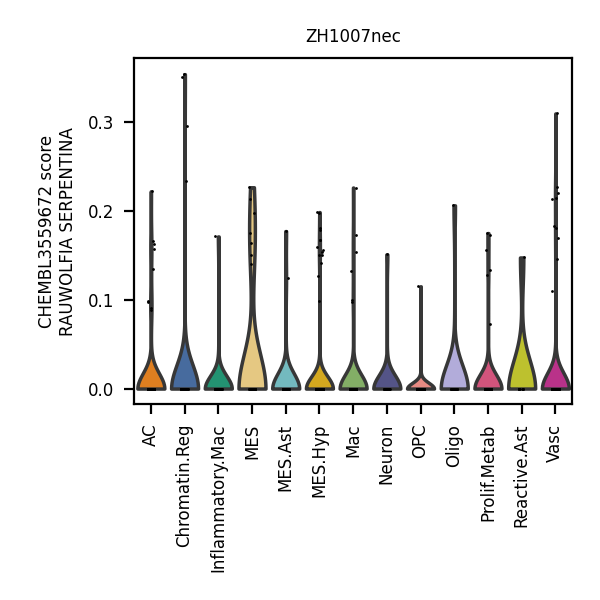 ZH1007nec
CHEMBL3559672 score
RAUWOLFIA SERPENTINA
0.3
0.2
0.1
0.0
AC
Chromatin.Reg
Inflammatory.Mac
MES
MES.Ast
MES.Hyp
Mac
Neuron
OPC
Oligo
Prolif.Metab
Reactive.Ast
Vasc